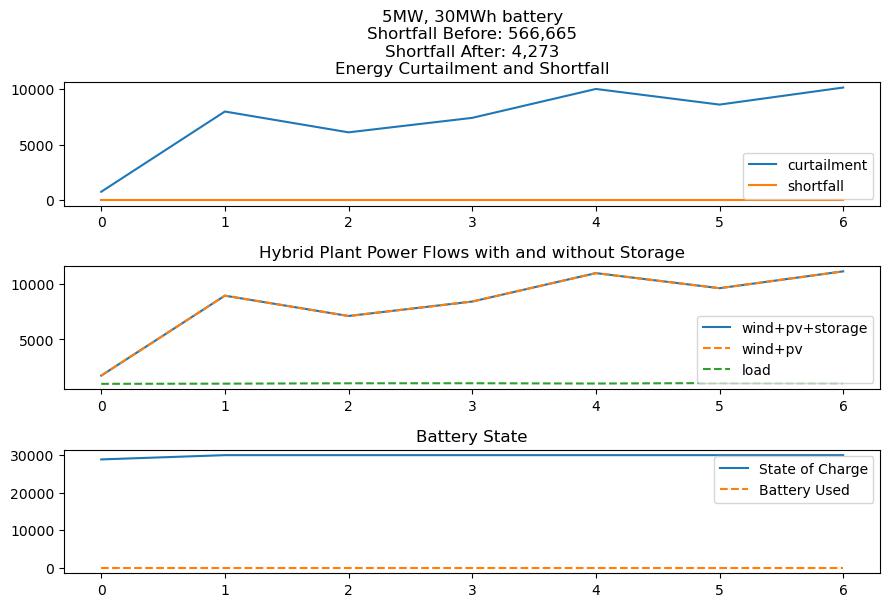 5MW, 30MWh battery
Shortfall Before: 566,665
Shortfall After: 4,273
Energy Curtailment and Shortfall
10000
5000
0
curtailment
shortfall
0 1 2 3 4 5 6
Hybrid Plant Power Flows with and without Storage
10000
5000
wind+pv+storage
wind+pv
load
0 1 2 3 4 5 6
Battery State
30000
20000
10000
0
State of Charge
Battery Used
0 1 2 3 4 5 6